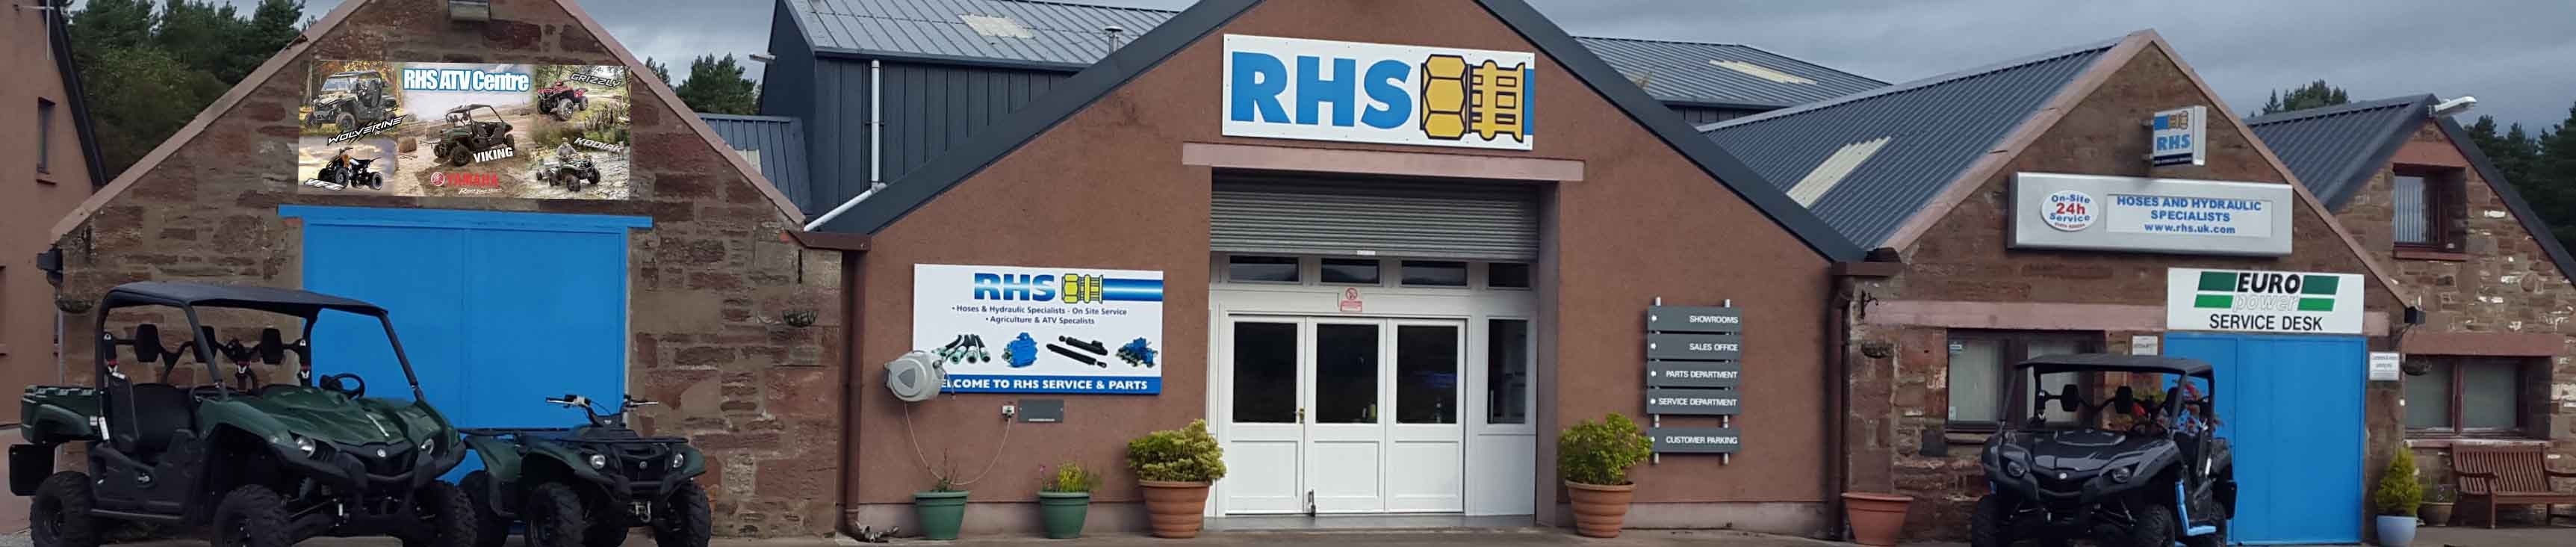 RHS ATV Centre
GRIZZLY
WOLVERINE
KODIAK
VIKING
YAMAHA
RHS
RHS
• Hoses & Hydraulic Specialists - On Site Service
• Agriculture & ATV Specalists
ELCOME TO RHS SERVICE & PARTS
SHOWROOMS
SALES OFFICE
PARTS DEPARTMENT
SERVICE DEPARTMENT
CUSTOMER PARKING
RHS
On-Site
24h
Service
HOSES AND HYDRAULIC
SPECIALISTS
www.rhs.uk.com
EURO
power
SERVICE DESK